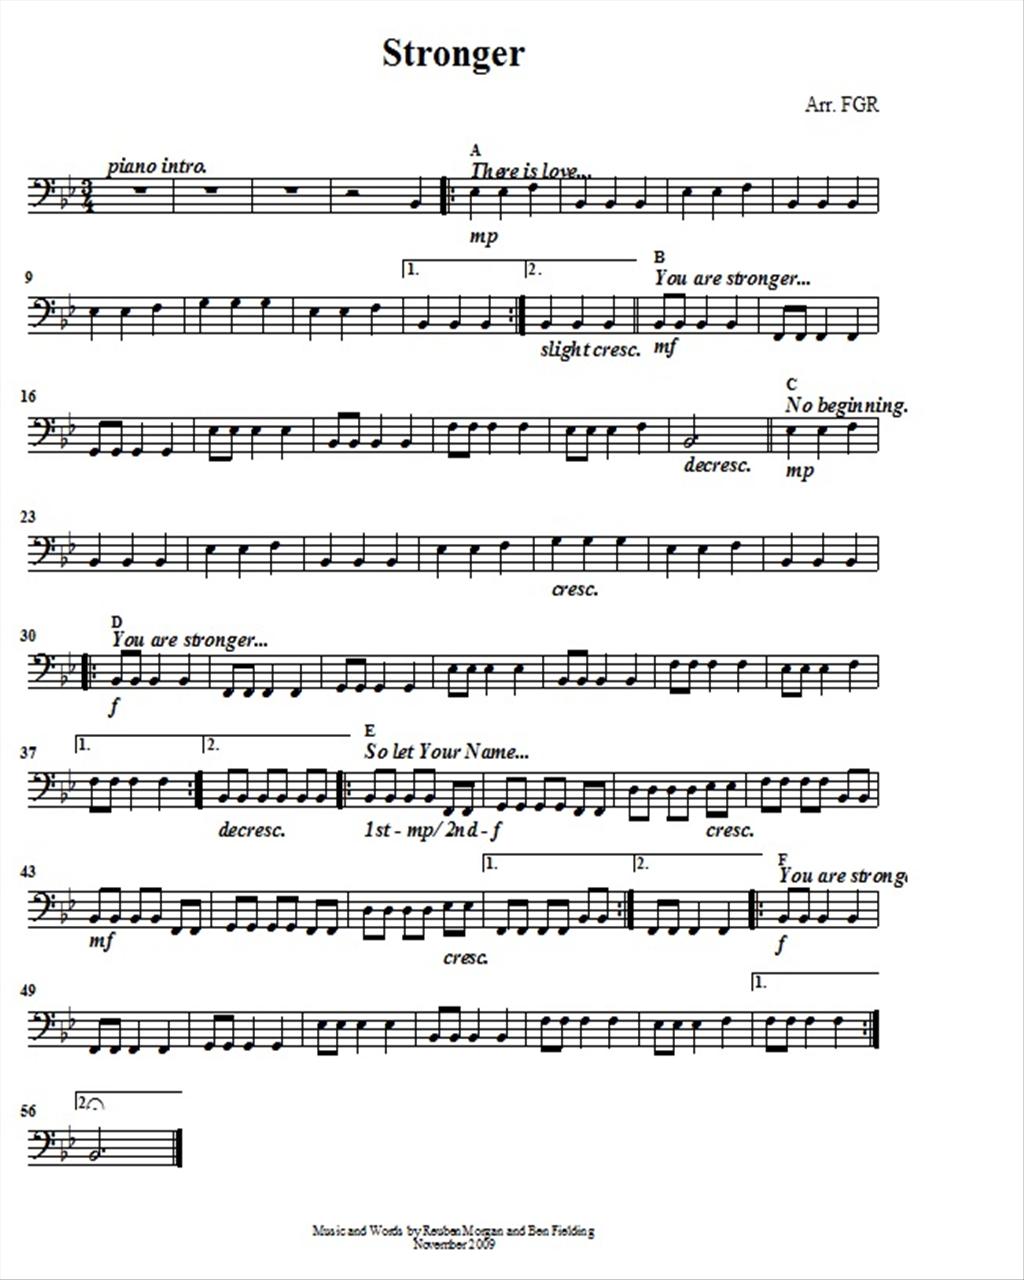 Stronger
Arr. FGR
A
piano intro.
There is love...
3
4
mp
1.
2.
B
9
You are stronger...
slight cresc. mf
C
16
No beginning.
decresc.
mp
23
cresc.
D
30
You are stronger...
f
E
1.
2.
37
So let Your Name...
decresc.
1st - mp/ 2nd - f
cresc.
1.
2.
F
43
You are strong
mf
f
cresc.
1.
49
2.
56
Music and Words by Reuben Morgan and Ben Fielding
November 2009